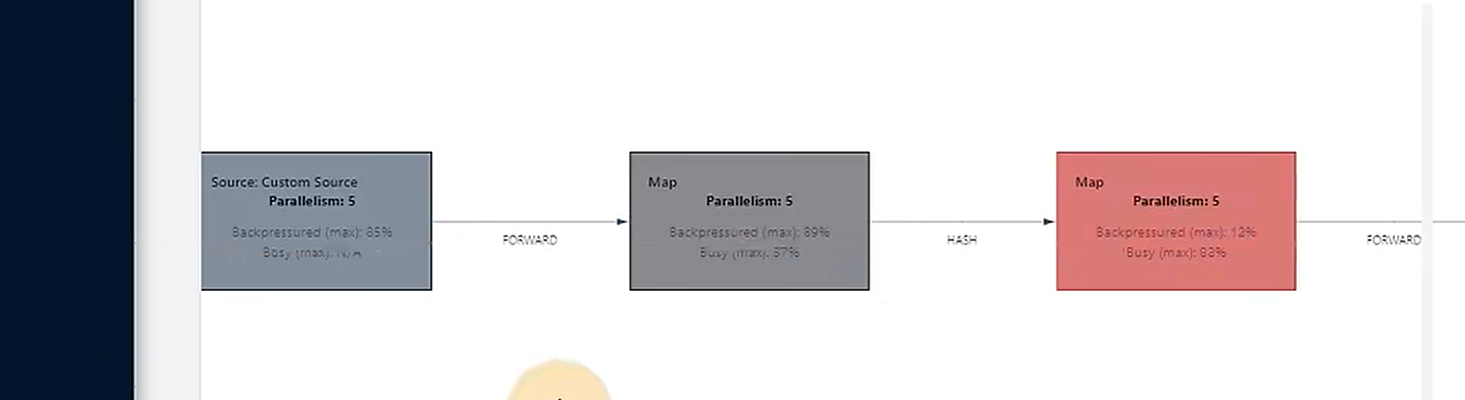 Source: Custom Source
Parallelism: 5
Backpressured (max): 85%
Busy (max): N/A
FORWARD
Map
Parallelism: 5
Backpressured (max): 89%
Busy (max): 37%
HASH
Map
Parallelism: 5
Backpressured (max): 12%
Busy (max): 83%
FORWARD